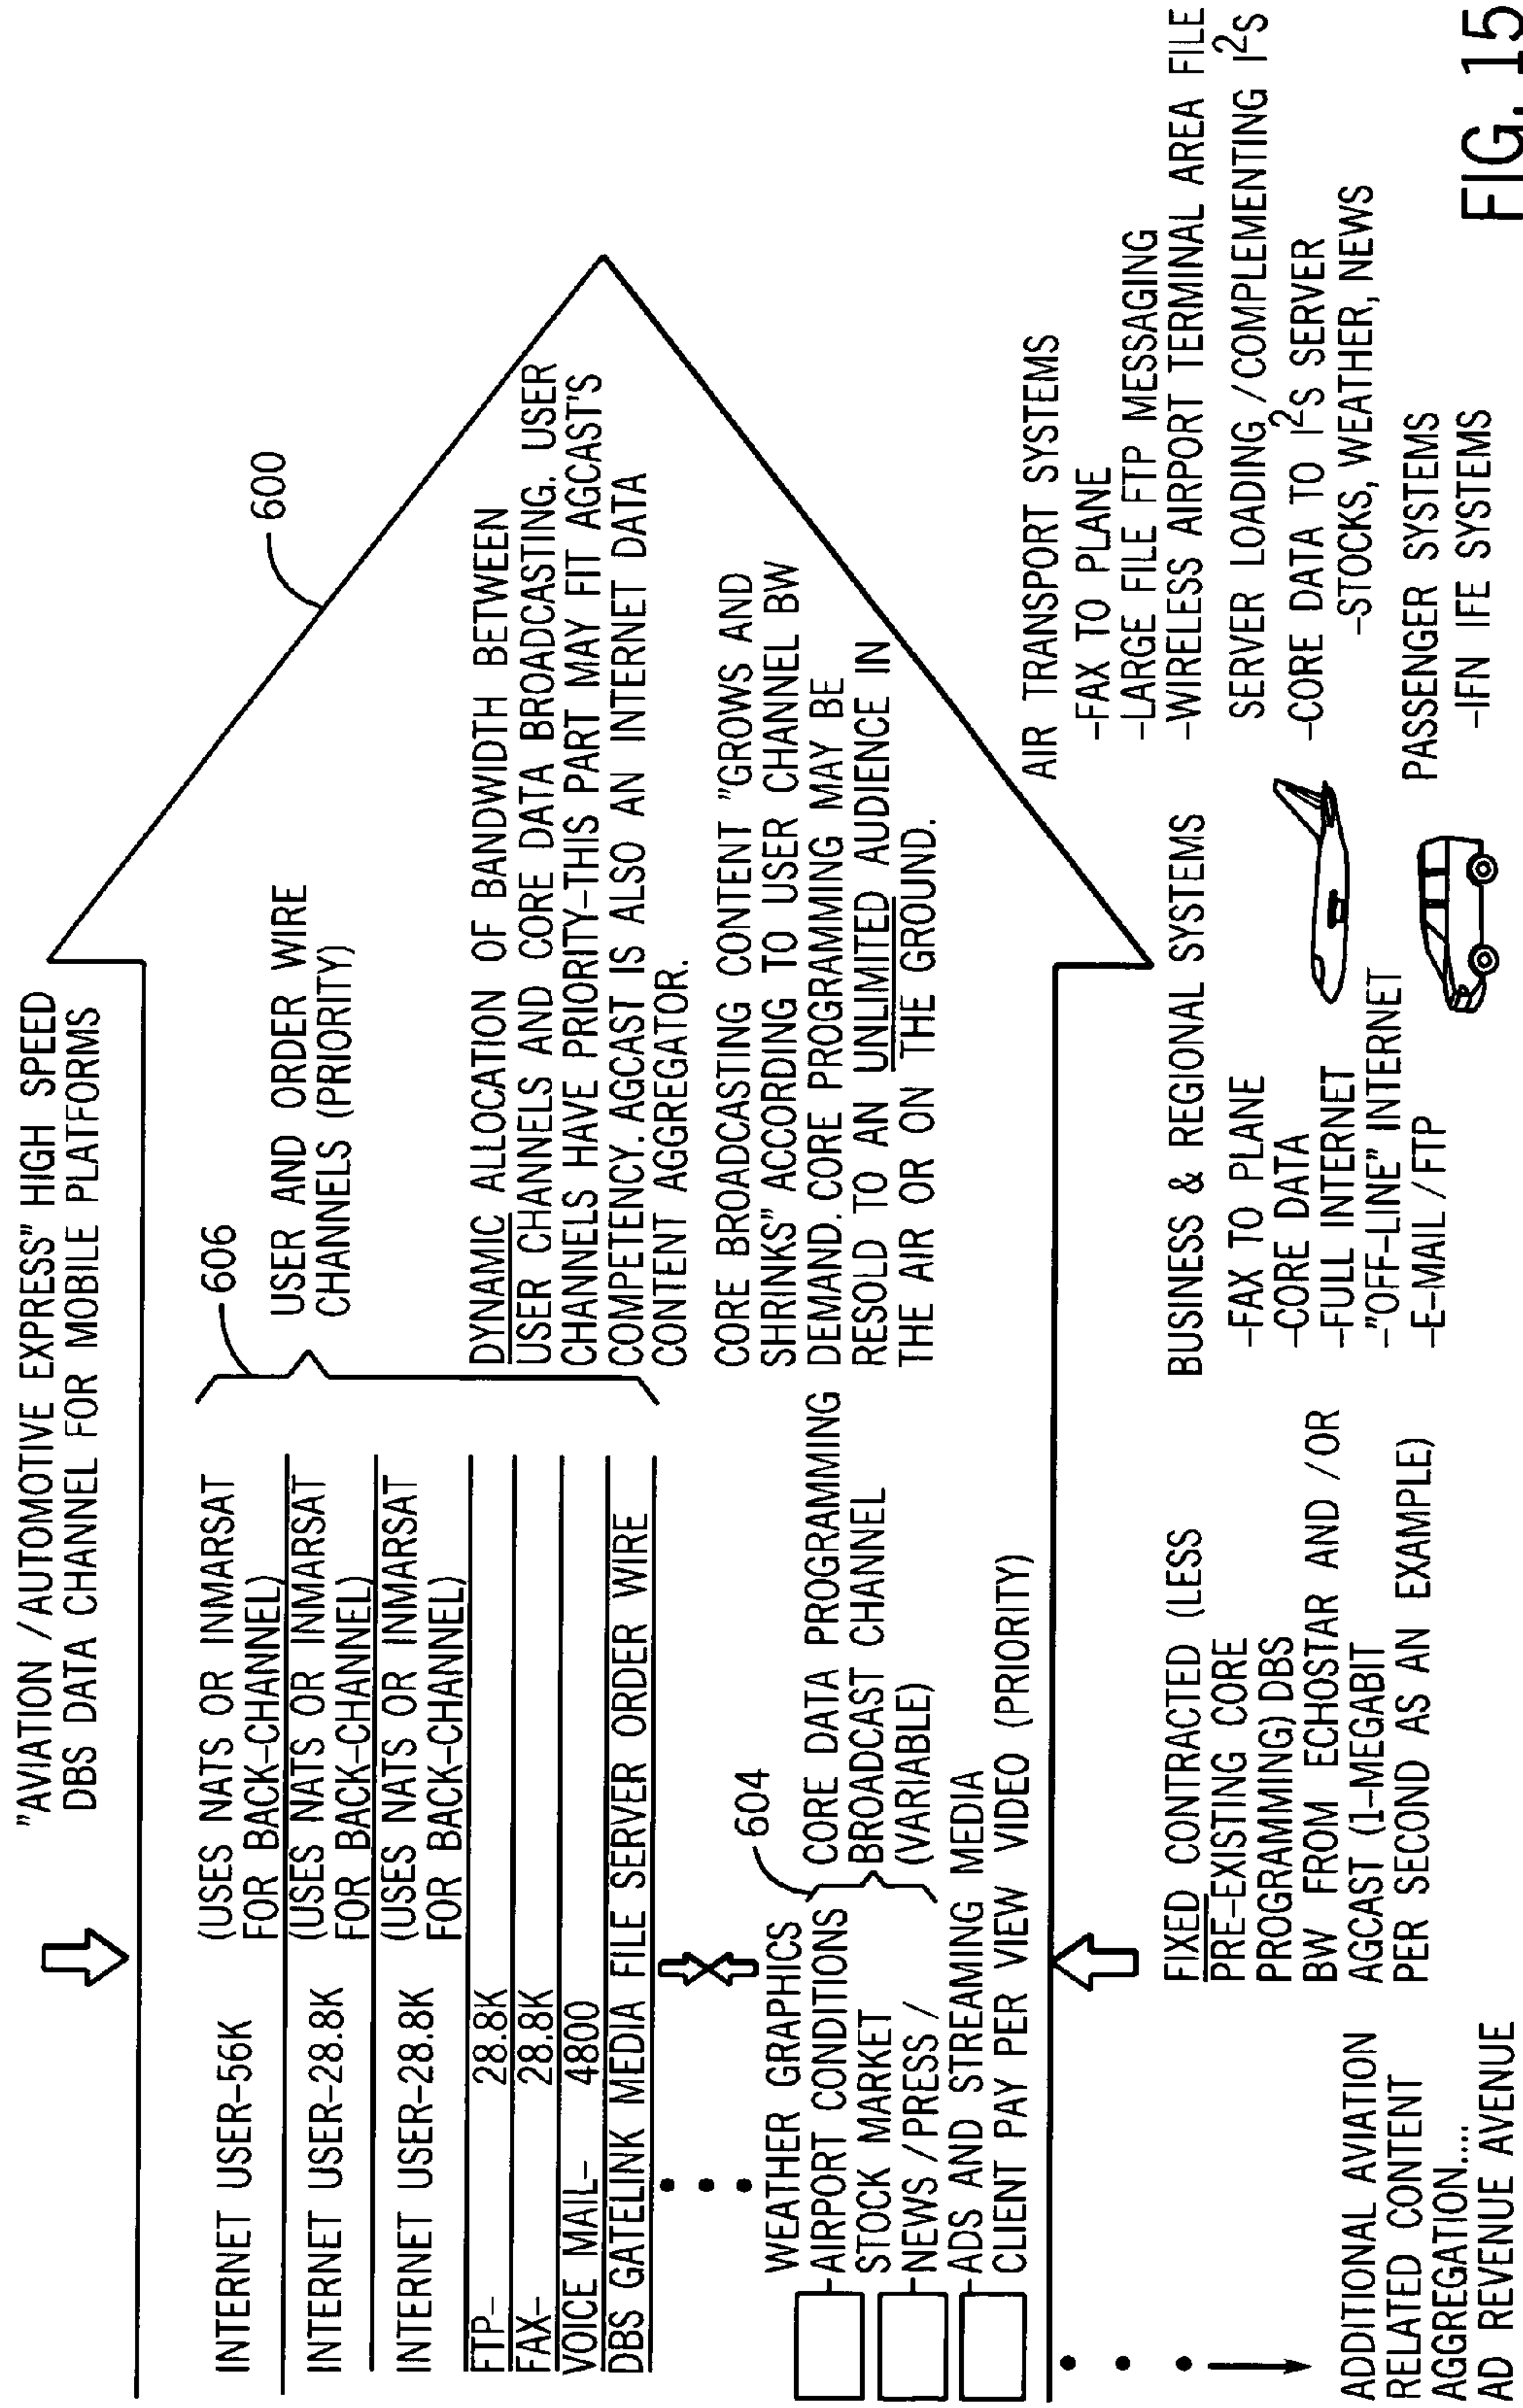 "AVIATION / AUTOMOTIVE EXPRESS" HIGH SPEED
DBS DATA CHANNEL FOR MOBILE PLATFORMS
600
606
USER AND ORDER WIRE
CHANNELS (PRIORITY)
INTERNET USER-56K (USES NATS OR INMARSAT
FOR BACK-CHANNEL)
INTERNET USER-28.8K (USES NATS OR INMARSAT
FOR BACK-CHANNEL)
INTERNET USER-28.8K (USES NATS OR INMARSAT
FOR BACK-CHANNEL)
FTP- 28.8K
FAX- 28.8K
VOICE MAIL- 4800
DBS GATELINK MEDIA FILE SERVER ORDER WIRE
DYNAMIC ALLOCATION OF BANDWIDTH BETWEEN
USER CHANNELS AND CORE DATA BROADCASTING. USER
CHANNELS HAVE PRIORITY-THIS PART MAY FIT AGCAST'S
COMPETENCY. AGCAST IS ALSO AN INTERNET DATA
CONTENT AGGREGATOR.
CORE BROADCASTING CONTENT "GROWS AND
SHRINKS" ACCORDING TO USER CHANNEL BW
DEMAND. CORE PROGRAMMING MAY BE
RESOLD TO AN UNLIMITED AUDIENCE IN
THE AIR OR ON THE GROUND.
WEATHER GRAPHICS
AIRPORT CONDITIONS
STOCK MARKET
NEWS / PRESS /
ADS AND STREAMING MEDIA
CLIENT PAY PER VIEW VIDEO (PRIORITY)
604
CORE DATA PROGRAMMING
BROADCAST CHANNEL
(VARIABLE)
ADDITIONAL AVIATION
RELATED CONTENT
AGGREGATION....
AD REVENUE AVENUE
FIXED CONTRACTED (LESS
PRE-EXISTING CORE
PROGRAMMING) DBS
BW FROM ECHOSTAR AND / OR
AGCAST (1-MEGABIT
PER SECOND AS AN EXAMPLE)
BUSINESS & REGIONAL SYSTEMS
-FAX TO PLANE
-CORE DATA
-FULL INTERNET
-"OFF-LINE" INTERNET
-E-MAIL / FTP
AIR TRANSPORT SYSTEMS
-FAX TO PLANE
-LARGE FILE FTP MESSAGING
-WIRELESS AIRPORT TERMINAL AREA FILE
SERVER LOADING / COMPLEMENTING I²S
-CORE DATA TO I²S SERVER
-STOCKS, WEATHER, NEWS
PASSENGER SYSTEMS
-IFN IFE SYSTEMS
FIG. 15